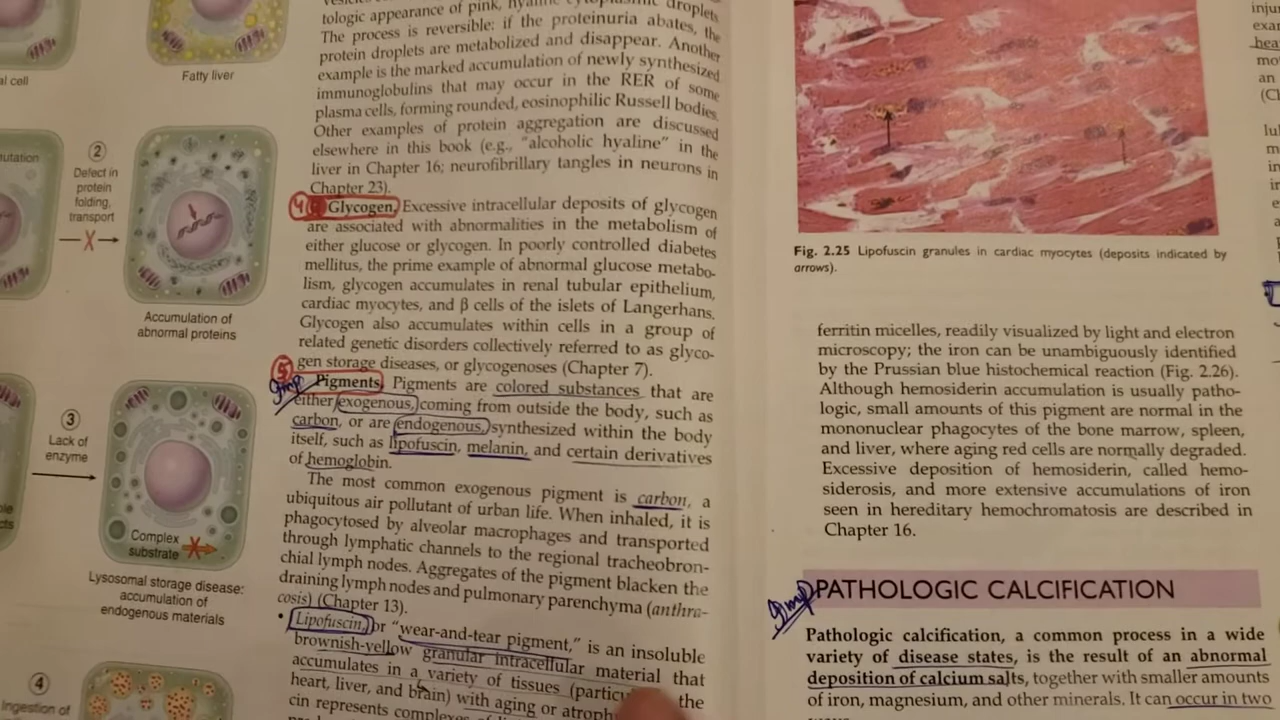 al cell
Fatty liver
mutation
2
Defect in
protein
folding,
transport
Accumulation of
abnormal proteins
3
Lack of
enzyme
Complex
substrate
Lysosomal storage disease:
accumulation of
endogenous materials
4
Ingestion of
tologic appearance of pink, hyaline cytoplasmic droplets
The process is reversible; if the proteinuria abates, the
protein droplets are metabolized and disappear. Another
example is the marked accumulation of newly synthesized
immunoglobulins that may occur in the RER of some
plasma cells, forming rounded, eosinophilic Russell bodies.
Other examples of protein aggregation are discussed
elsewhere in this book (e.g., "alcoholic hyaline" in the
liver in Chapter 16; neurofibrillary tangles in neurons in
Chapter 23).
4 Glycogen. Excessive intracellular deposits of glycogen
are associated with abnormalities in the metabolism of
either glucose or glycogen. In poorly controlled diabetes
mellitus, the prime example of abnormal glucose metabo-
lism, glycogen accumulates in renal tubular epithelium,
cardiac myocytes, and β cells of the islets of Langerhans.
Glycogen also accumulates within cells in a group of
related genetic disorders collectively referred to as glyco-
gen storage diseases, or glycogenoses (Chapter 7).
5
Imp Pigments. Pigments are colored substances that are
either exogenous, coming from outside the body, such as
carbon, or are endogenous, synthesized within the body
itself, such as lipofuscin, melanin, and certain derivatives
of hemoglobin.
The most common exogenous pigment is carbon, a
ubiquitous air pollutant of urban life. When inhaled, it is
phagocytosed by alveolar macrophages and transported
through lymphatic channels to the regional tracheobron-
chial lymph nodes. Aggregates of the pigment blacken the
draining lymph nodes and pulmonary parenchyma (anthra-
cosis) (Chapter 13).
• Lipofuscin, or "wear-and-tear pigment," is an insoluble
brownish-yellow granular intracellular material that
accumulates in a variety of tissues the
heart, liver, and brain) with aging or
cin represents
Fig. 2.25 Lipofuscin granules in cardiac myocytes (deposits indicated by
arrows).
ferritin micelles, readily visualized by light and electron
microscopy; the iron can be unambiguously identified
by the Prussian blue histochemical reaction (Fig. 2.26).
Although hemosiderin accumulation is usually patho-
logic, small amounts of this pigment are normal in the
mononuclear phagocytes of the bone marrow, spleen,
and liver, where aging red cells are normally degraded.
Excessive deposition of hemosiderin, called hemo-
siderosis, and more extensive accumulations of iron
seen in hereditary hemochromatosis are described in
Chapter 16.
Imp PATHOLOGIC CALCIFICATION
Pathologic calcification, a common process in a wide
variety of disease states, is the result of an abnormal
deposition of calcium salts, together with smaller amounts
of iron, magnesium, and other minerals. It can occur in two